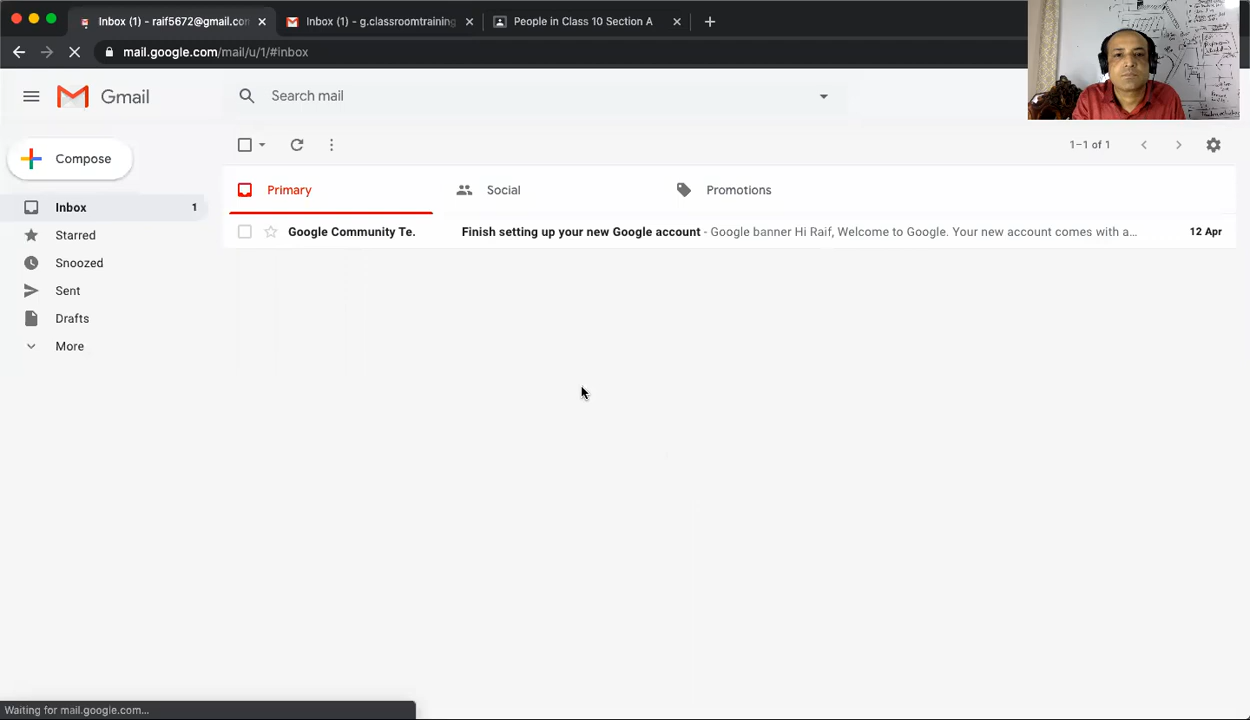 Inbox (1) - raif5672@gmail.con
Inbox (1) - g.classroomtraining
People in Class 10 Section A
mail.google.com/mail/u/1/#inbox
Gmail
Search mail
Compose
1–1 of 1
Primary
Social
Promotions
Inbox 1
Starred
Snoozed
Sent
Drafts
More
Google Community Te. Finish setting up your new Google account - Google banner Hi Raif, Welcome to Google. Your new account comes with a… 12 Apr
Waiting for mail.google.com...